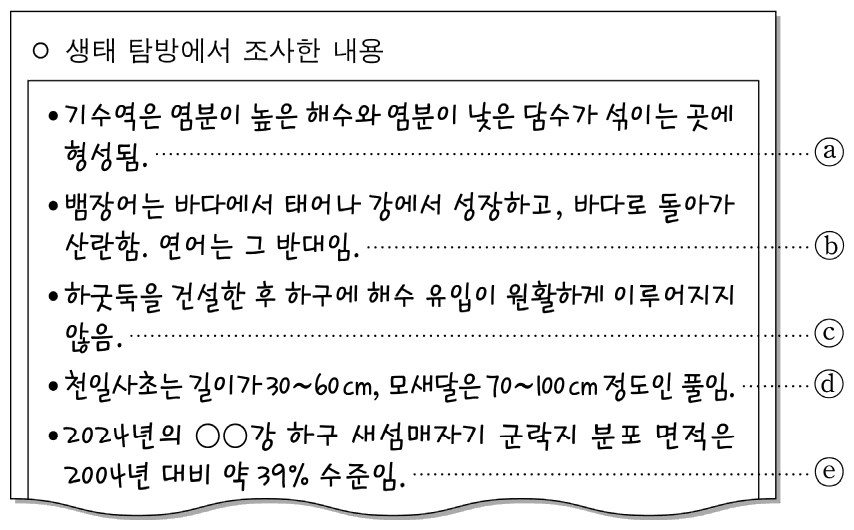 ○ 생태 탐방에서 조사한 내용
• 기수역은 염분이 높은 해수와 염분이 낮은 담수가 섞이는 곳에
형성됨. ⓐ
• 뱀장어는 바다에서 태어나 강에서 성장하고, 바다로 돌아가
산란함. 연어는 그 반대임. ⓑ
• 하굿둑을 건설한 후 하구에 해수 유입이 원활하게 이루어지지
않음. ⓒ
• 천일사초는 길이가 30~60cm, 모새달은 70~100cm 정도인 풀임. ⓓ
• 2024년의 ○○강 하구 새섬매자기 군락지 분포 면적은
2004년 대비 약 39% 수준임. ⓔ